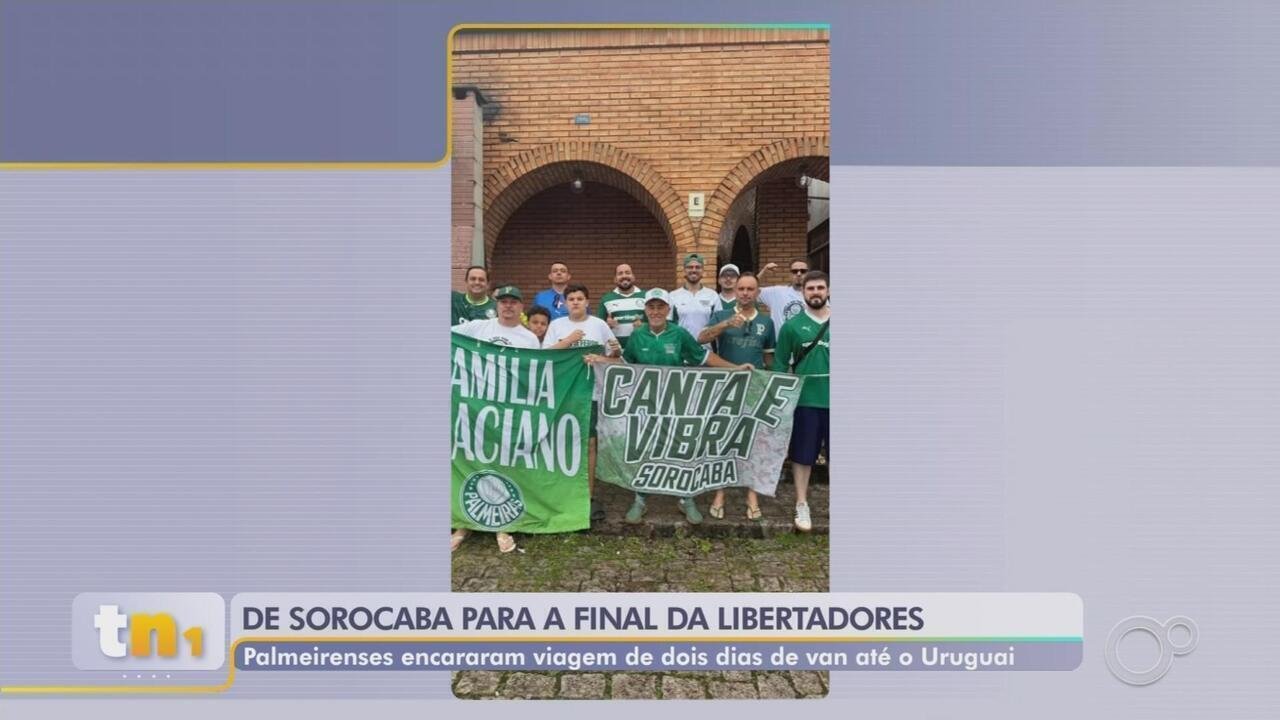 AMÍLIA
ACIANO
PALMEIRAS
CANTA E
VIBRA
SOROCABA
E
tn1
DE SOROCABA PARA A FINAL DA LIBERTADORES
Palmeirenses encararam viagem de dois dias de van até o Uruguai